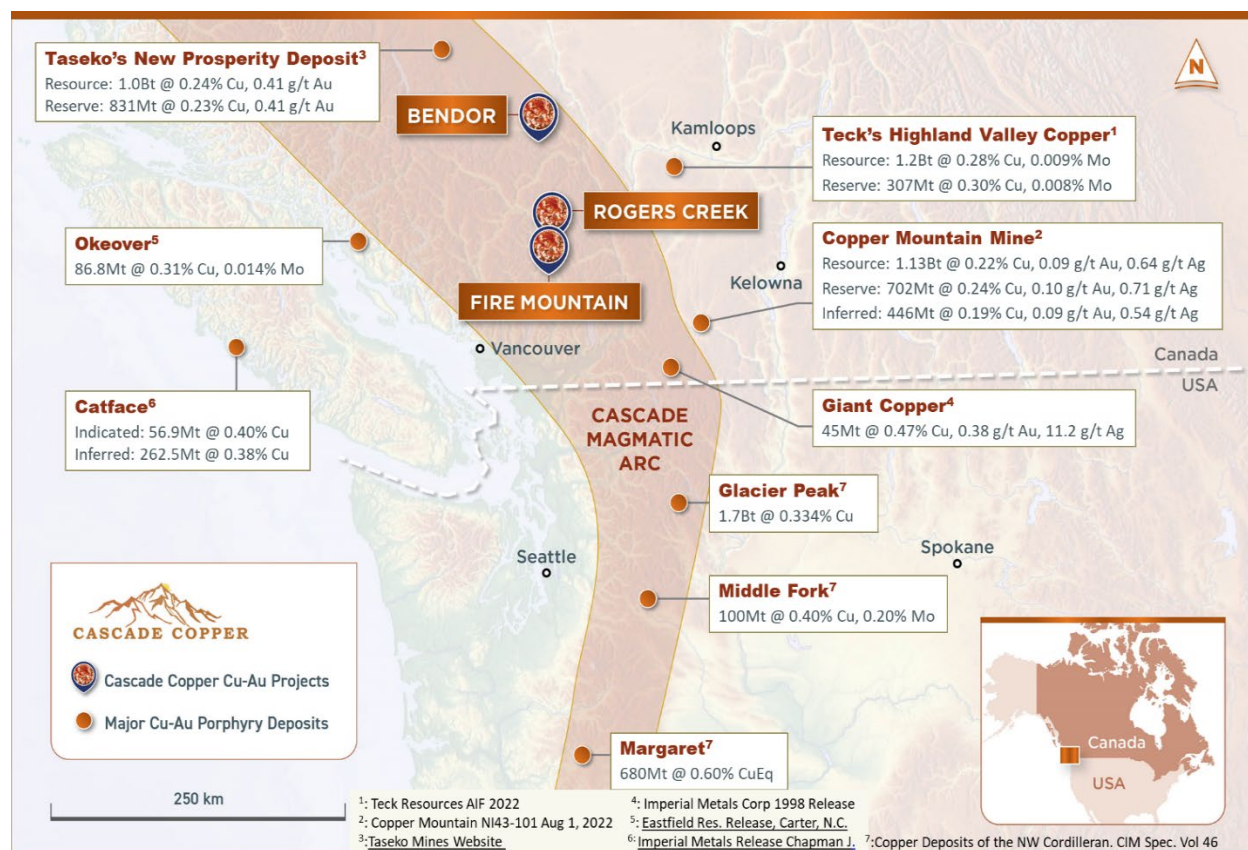 Taseko's New Prosperity Deposit³
Resource: 1.0Bt @ 0.24% Cu, 0.41 g/t Au
Reserve: 831Mt @ 0.23% Cu, 0.41 g/t Au
BENDOR
N
Kamloops
Teck's Highland Valley Copper¹
Resource: 1.2Bt @ 0.28% Cu, 0.009% Mo
Reserve: 307Mt @ 0.30% Cu, 0.008% Mo
ROGERS CREEK
Okeover⁵
86.8Mt @ 0.31% Cu, 0.014% Mo
Copper Mountain Mine²
Resource: 1.13Bt @ 0.22% Cu, 0.09 g/t Au, 0.64 g/t Ag
Reserve: 702Mt @ 0.24% Cu, 0.10 g/t Au, 0.71 g/t Ag
Inferred: 446Mt @ 0.19% Cu, 0.09 g/t Au, 0.54 g/t Ag
Kelowna
FIRE MOUNTAIN
Vancouver
Canada
USA
Catface⁶
Indicated: 56.9Mt @ 0.40% Cu
Inferred: 262.5Mt @ 0.38% Cu
Giant Copper⁴
45Mt @ 0.47% Cu, 0.38 g/t Au, 11.2 g/t Ag
CASCADE
MAGMATIC
ARC
Glacier Peak⁷
1.7Bt @ 0.334% Cu
Seattle
Spokane
Middle Fork⁷
100Mt @ 0.40% Cu, 0.20% Mo
CASCADE COPPER
Cascade Copper Cu-Au Projects
Major Cu-Au Porphyry Deposits
Margaret⁷
680Mt @ 0.60% CuEq
Canada
USA
250 km
¹: Teck Resources AIF 2022
²: Copper Mountain NI43-101 Aug 1, 2022
³:Taseko Mines Website
⁴: Imperial Metals Corp 1998 Release
⁵: Eastfield Res. Release, Carter, N.C.
⁶: Imperial Metals Release Chapman J.
⁷:Copper Deposits of the NW Cordilleran. CIM Spec. Vol 46